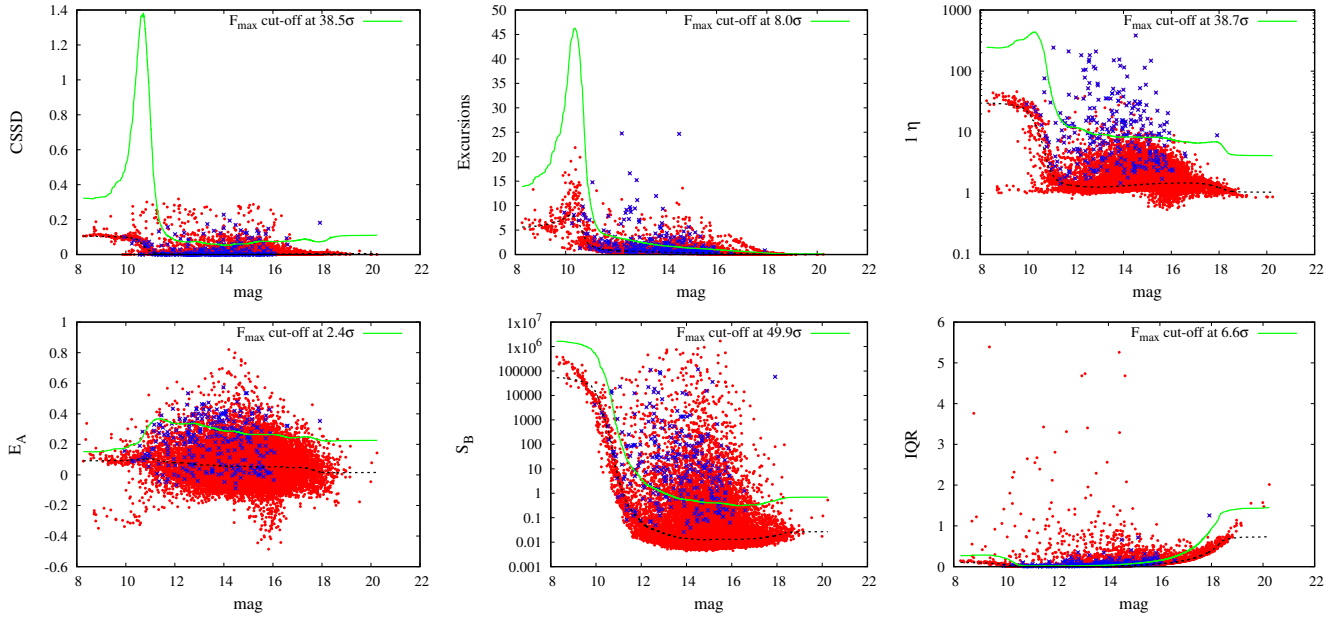 F_max cut-off at 38.5σ
1.4
1.2
1
0.8
0.6
0.4
0.2
0
CSSD
8 10 12 14 16 18 20 22
mag
F_max cut-off at 8.0σ
50
45
40
35
30
25
20
15
10
5
0
Excursions
8 10 12 14 16 18 20 22
mag
F_max cut-off at 38.7σ
1000
100
10
1
0.1
1 η
8 10 12 14 16 18 20 22
mag
F_max cut-off at 2.4σ
1
0.8
0.6
0.4
0.2
0
-0.2
-0.4
-0.6
E_A
8 10 12 14 16 18 20 22
mag
F_max cut-off at 49.9σ
1x10^7
1x10^6
100000
10000
1000
100
10
1
0.1
0.01
0.001
S_B
8 10 12 14 16 18 20 22
mag
F_max cut-off at 6.6σ
6
5
4
3
2
1
0
IQR
8 10 12 14 16 18 20 22
mag